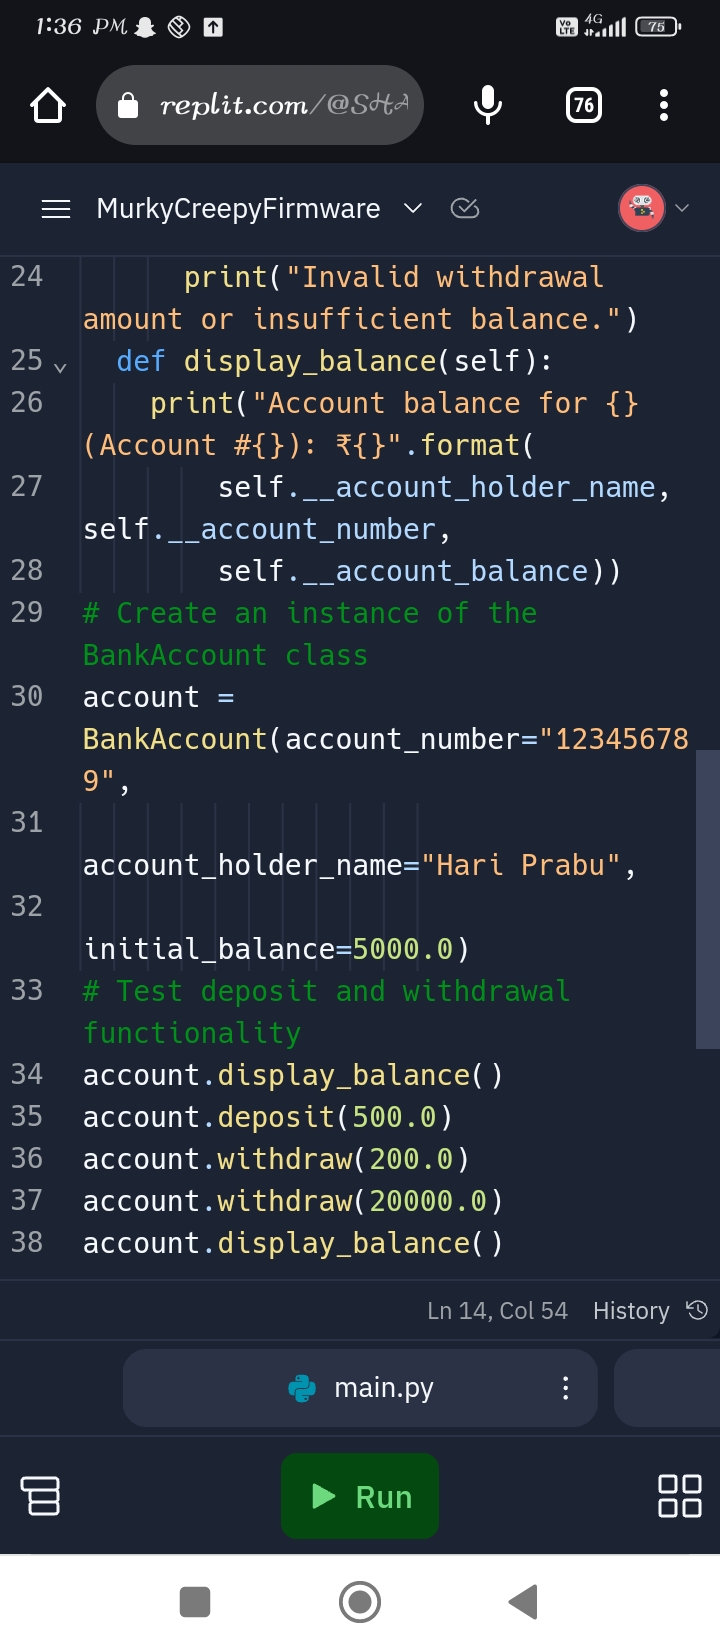 1:36 PM
Vo LTE 4G 75
replit.com/@SHA
76
MurkyCreepyFirmware
24 print("Invalid withdrawal
amount or insufficient balance.")
25 def display_balance(self):
26 print("Account balance for {}
(Account #{}): ₹{}".format(
27 self.__account_holder_name,
self.__account_number,
28 self.__account_balance))
29 # Create an instance of the
BankAccount class
30 account =
BankAccount(account_number="12345678
9",
31
account_holder_name="Hari Prabu",
32
initial_balance=5000.0)
33 # Test deposit and withdrawal
functionality
34 account.display_balance()
35 account.deposit(500.0)
36 account.withdraw(200.0)
37 account.withdraw(20000.0)
38 account.display_balance()
Ln 14, Col 54 History
main.py
Run